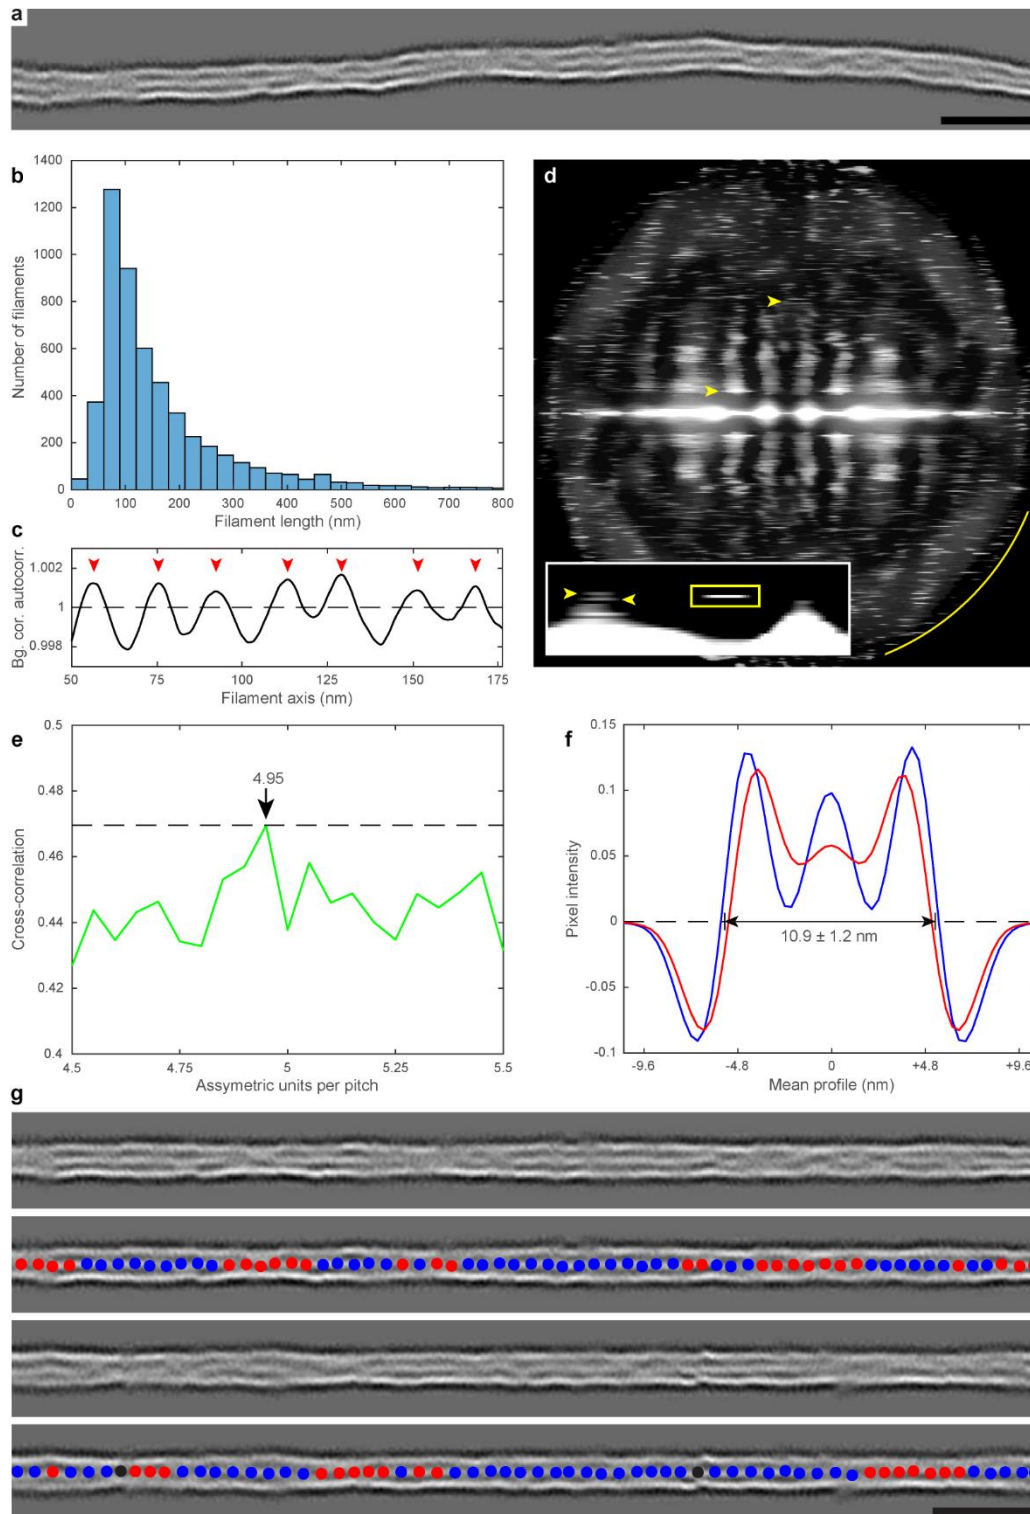 a
b
1400
1200
1000
800
600
400
200
0
Number of filaments
0 100 200 300 400 500 600 700 800
Filament length (nm)
c
1.002
1
0.998
Bg. cor. autocorr.
50 75 100 125 150 175
Filament axis (nm)
d
e
0.5
0.48
0.46
0.44
0.42
0.4
Cross-correlation
4.95
4.5 4.75 5 5.25 5.5
Assymetric units per pitch
f
0.15
0.1
0.05
0
-0.05
-0.1
Pixel intensity
10.9 ± 1.2 nm
-9.6 -4.8 0 +4.8 +9.6
Mean profile (nm)
g